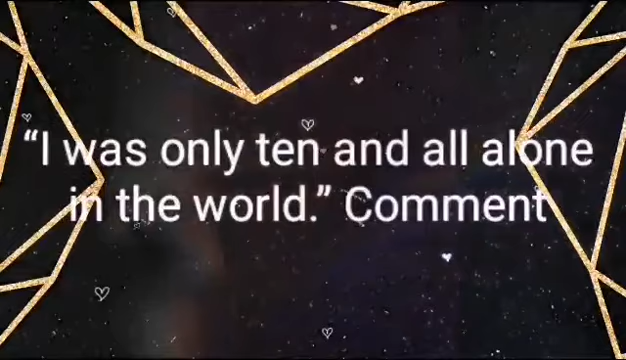 “I was only ten and all alone
in the world.” Comment